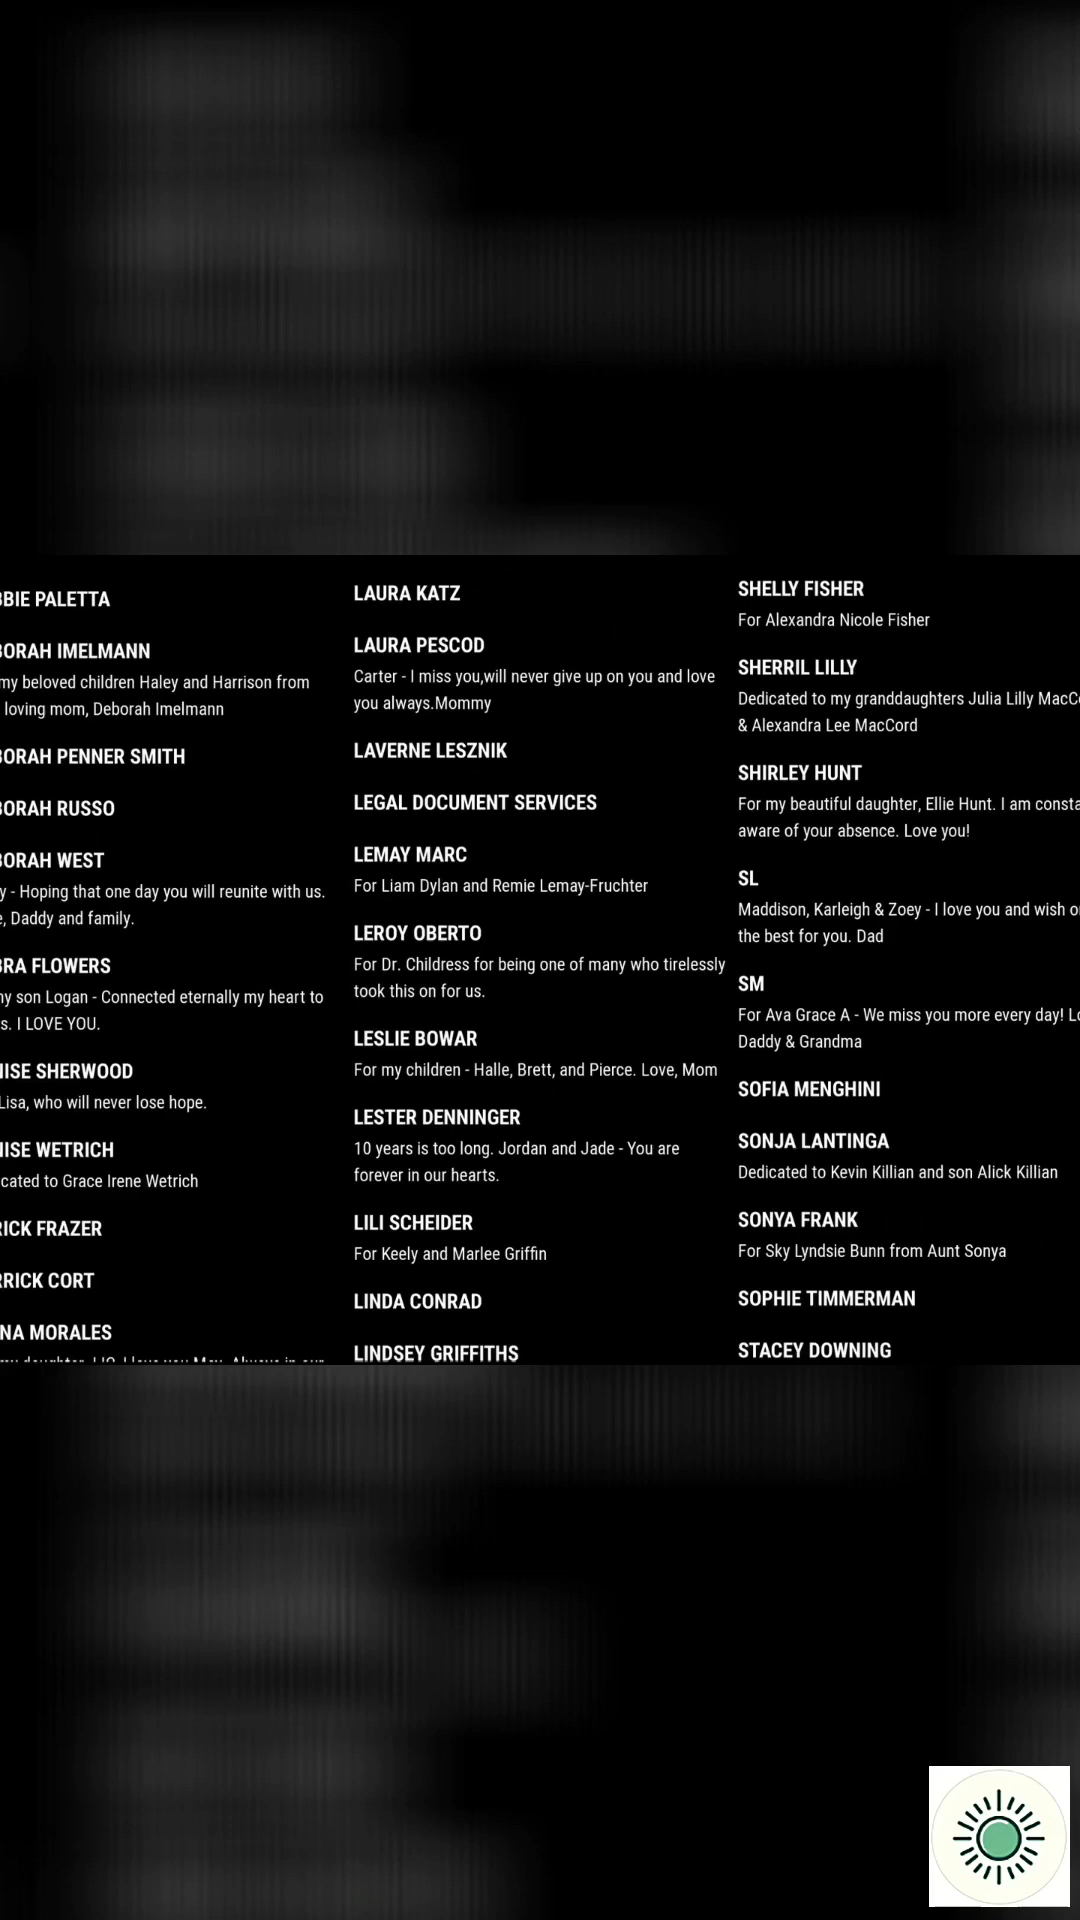 BBIE PALETTA
BORAH IMELMANN
my beloved children Haley and Harrison from
loving mom, Deborah Imelmann
BORAH PENNER SMITH
BORAH RUSSO
BORAH WEST
y - Hoping that one day you will reunite with us.
e, Daddy and family.
BRA FLOWERS
ny son Logan - Connected eternally my heart to
s. I LOVE YOU.
NISE SHERWOOD
Lisa, who will never lose hope.
NISE WETRICH
cated to Grace Irene Wetrich
RICK FRAZER
RRICK CORT
NA MORALES
LAURA KATZ
LAURA PESCOD
Carter - I miss you,will never give up on you and love
you always.Mommy
LAVERNE LESZNIK
LEGAL DOCUMENT SERVICES
LEMAY MARC
For Liam Dylan and Remie Lemay-Fruchter
LEROY OBERTO
For Dr. Childress for being one of many who tirelessly
took this on for us.
LESLIE BOWAR
For my children - Halle, Brett, and Pierce. Love, Mom
LESTER DENNINGER
10 years is too long. Jordan and Jade - You are
forever in our hearts.
LILI SCHEIDER
For Keely and Marlee Griffin
LINDA CONRAD
LINDSEY GRIFFITHS
SHELLY FISHER
For Alexandra Nicole Fisher
SHERRIL LILLY
Dedicated to my granddaughters Julia Lilly MacC
& Alexandra Lee MacCord
SHIRLEY HUNT
For my beautiful daughter, Ellie Hunt. I am consta
aware of your absence. Love you!
SL
Maddison, Karleigh & Zoey - I love you and wish o
the best for you. Dad
SM
For Ava Grace A - We miss you more every day! Lo
Daddy & Grandma
SOFIA MENGHINI
SONJA LANTINGA
Dedicated to Kevin Killian and son Alick Killian
SONYA FRANK
For Sky Lyndsie Bunn from Aunt Sonya
SOPHIE TIMMERMAN
STACEY DOWNING